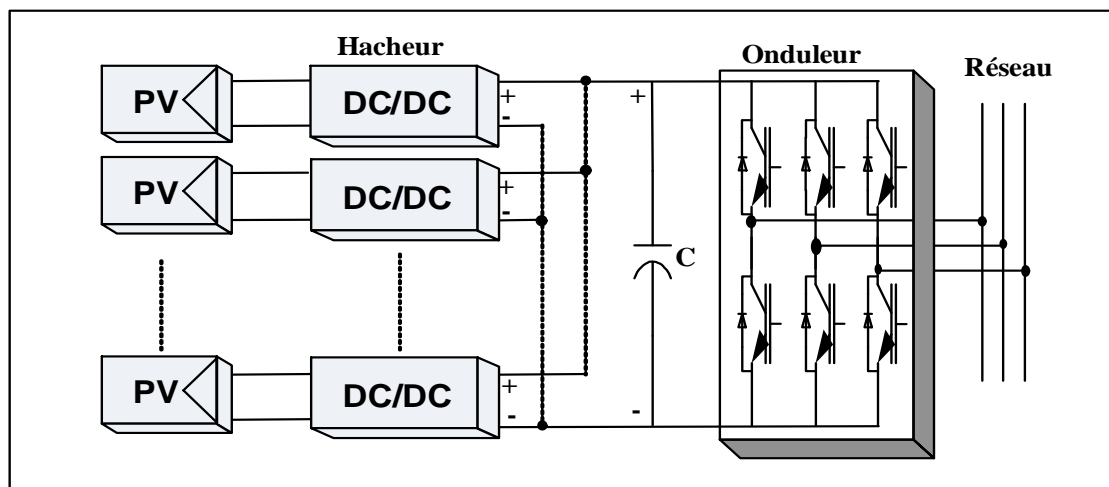 Hacheur
Onduleur
Réseau
PV
DC/DC
+
-
+
PV
DC/DC
+
-
C
PV
DC/DC
+
-
-